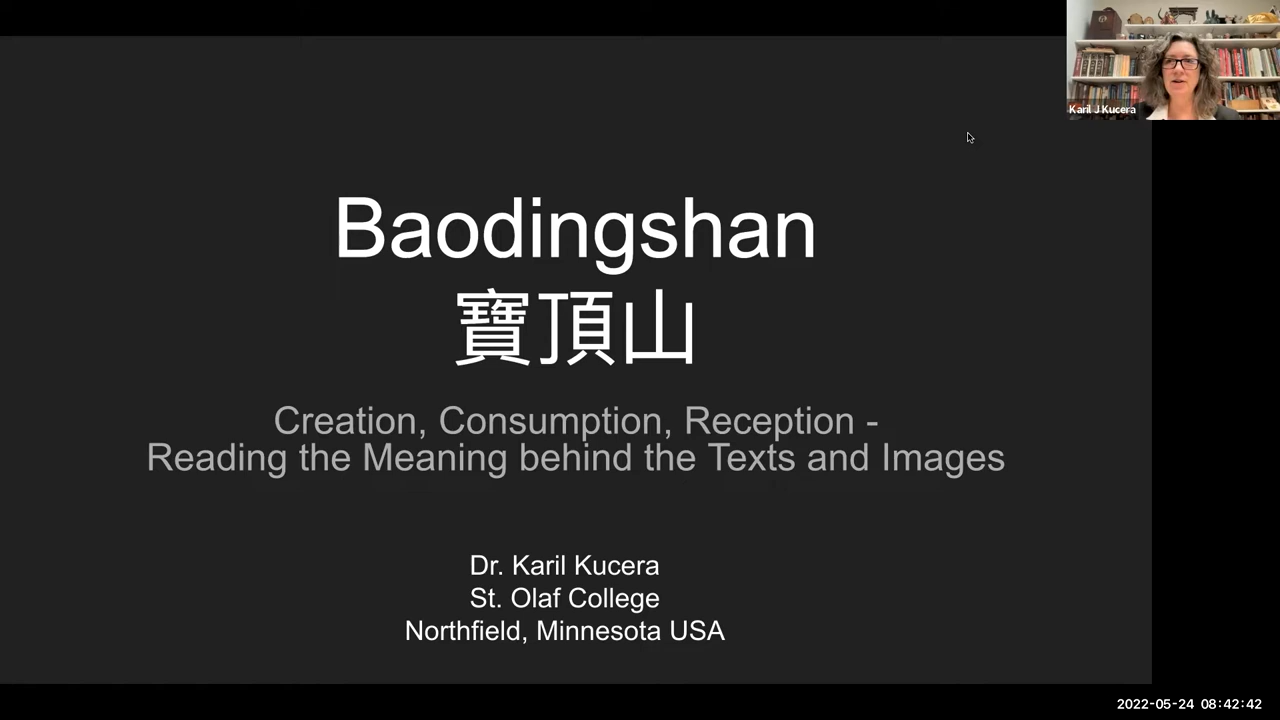 Karil J Kucera
Baodingshan
寶頂山
Creation, Consumption, Reception -
Reading the Meaning behind the Texts and Images
Dr. Karil Kucera
St. Olaf College
Northfield, Minnesota USA
2022-05-24 08:42:42